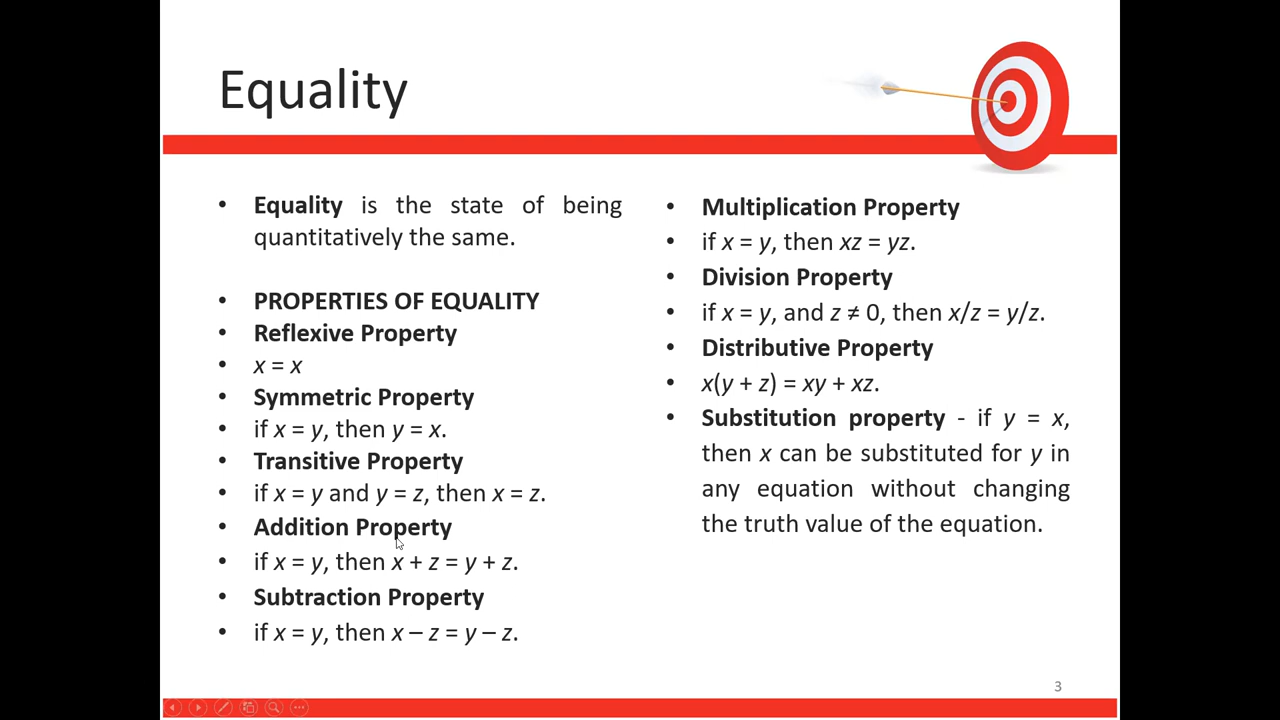 Equality
• Equality is the state of being
quantitatively the same.
• PROPERTIES OF EQUALITY
• Reflexive Property
• x = x
• Symmetric Property
• if x = y, then y = x.
• Transitive Property
• if x = y and y = z, then x = z.
• Addition Property
• if x = y, then x + z = y + z.
• Subtraction Property
• if x = y, then x – z = y – z.
• Multiplication Property
• if x = y, then xz = yz.
• Division Property
• if x = y, and z ≠ 0, then x/z = y/z.
• Distributive Property
• x(y + z) = xy + xz.
• Substitution property - if y = x,
then x can be substituted for y in
any equation without changing
the truth value of the equation.
3